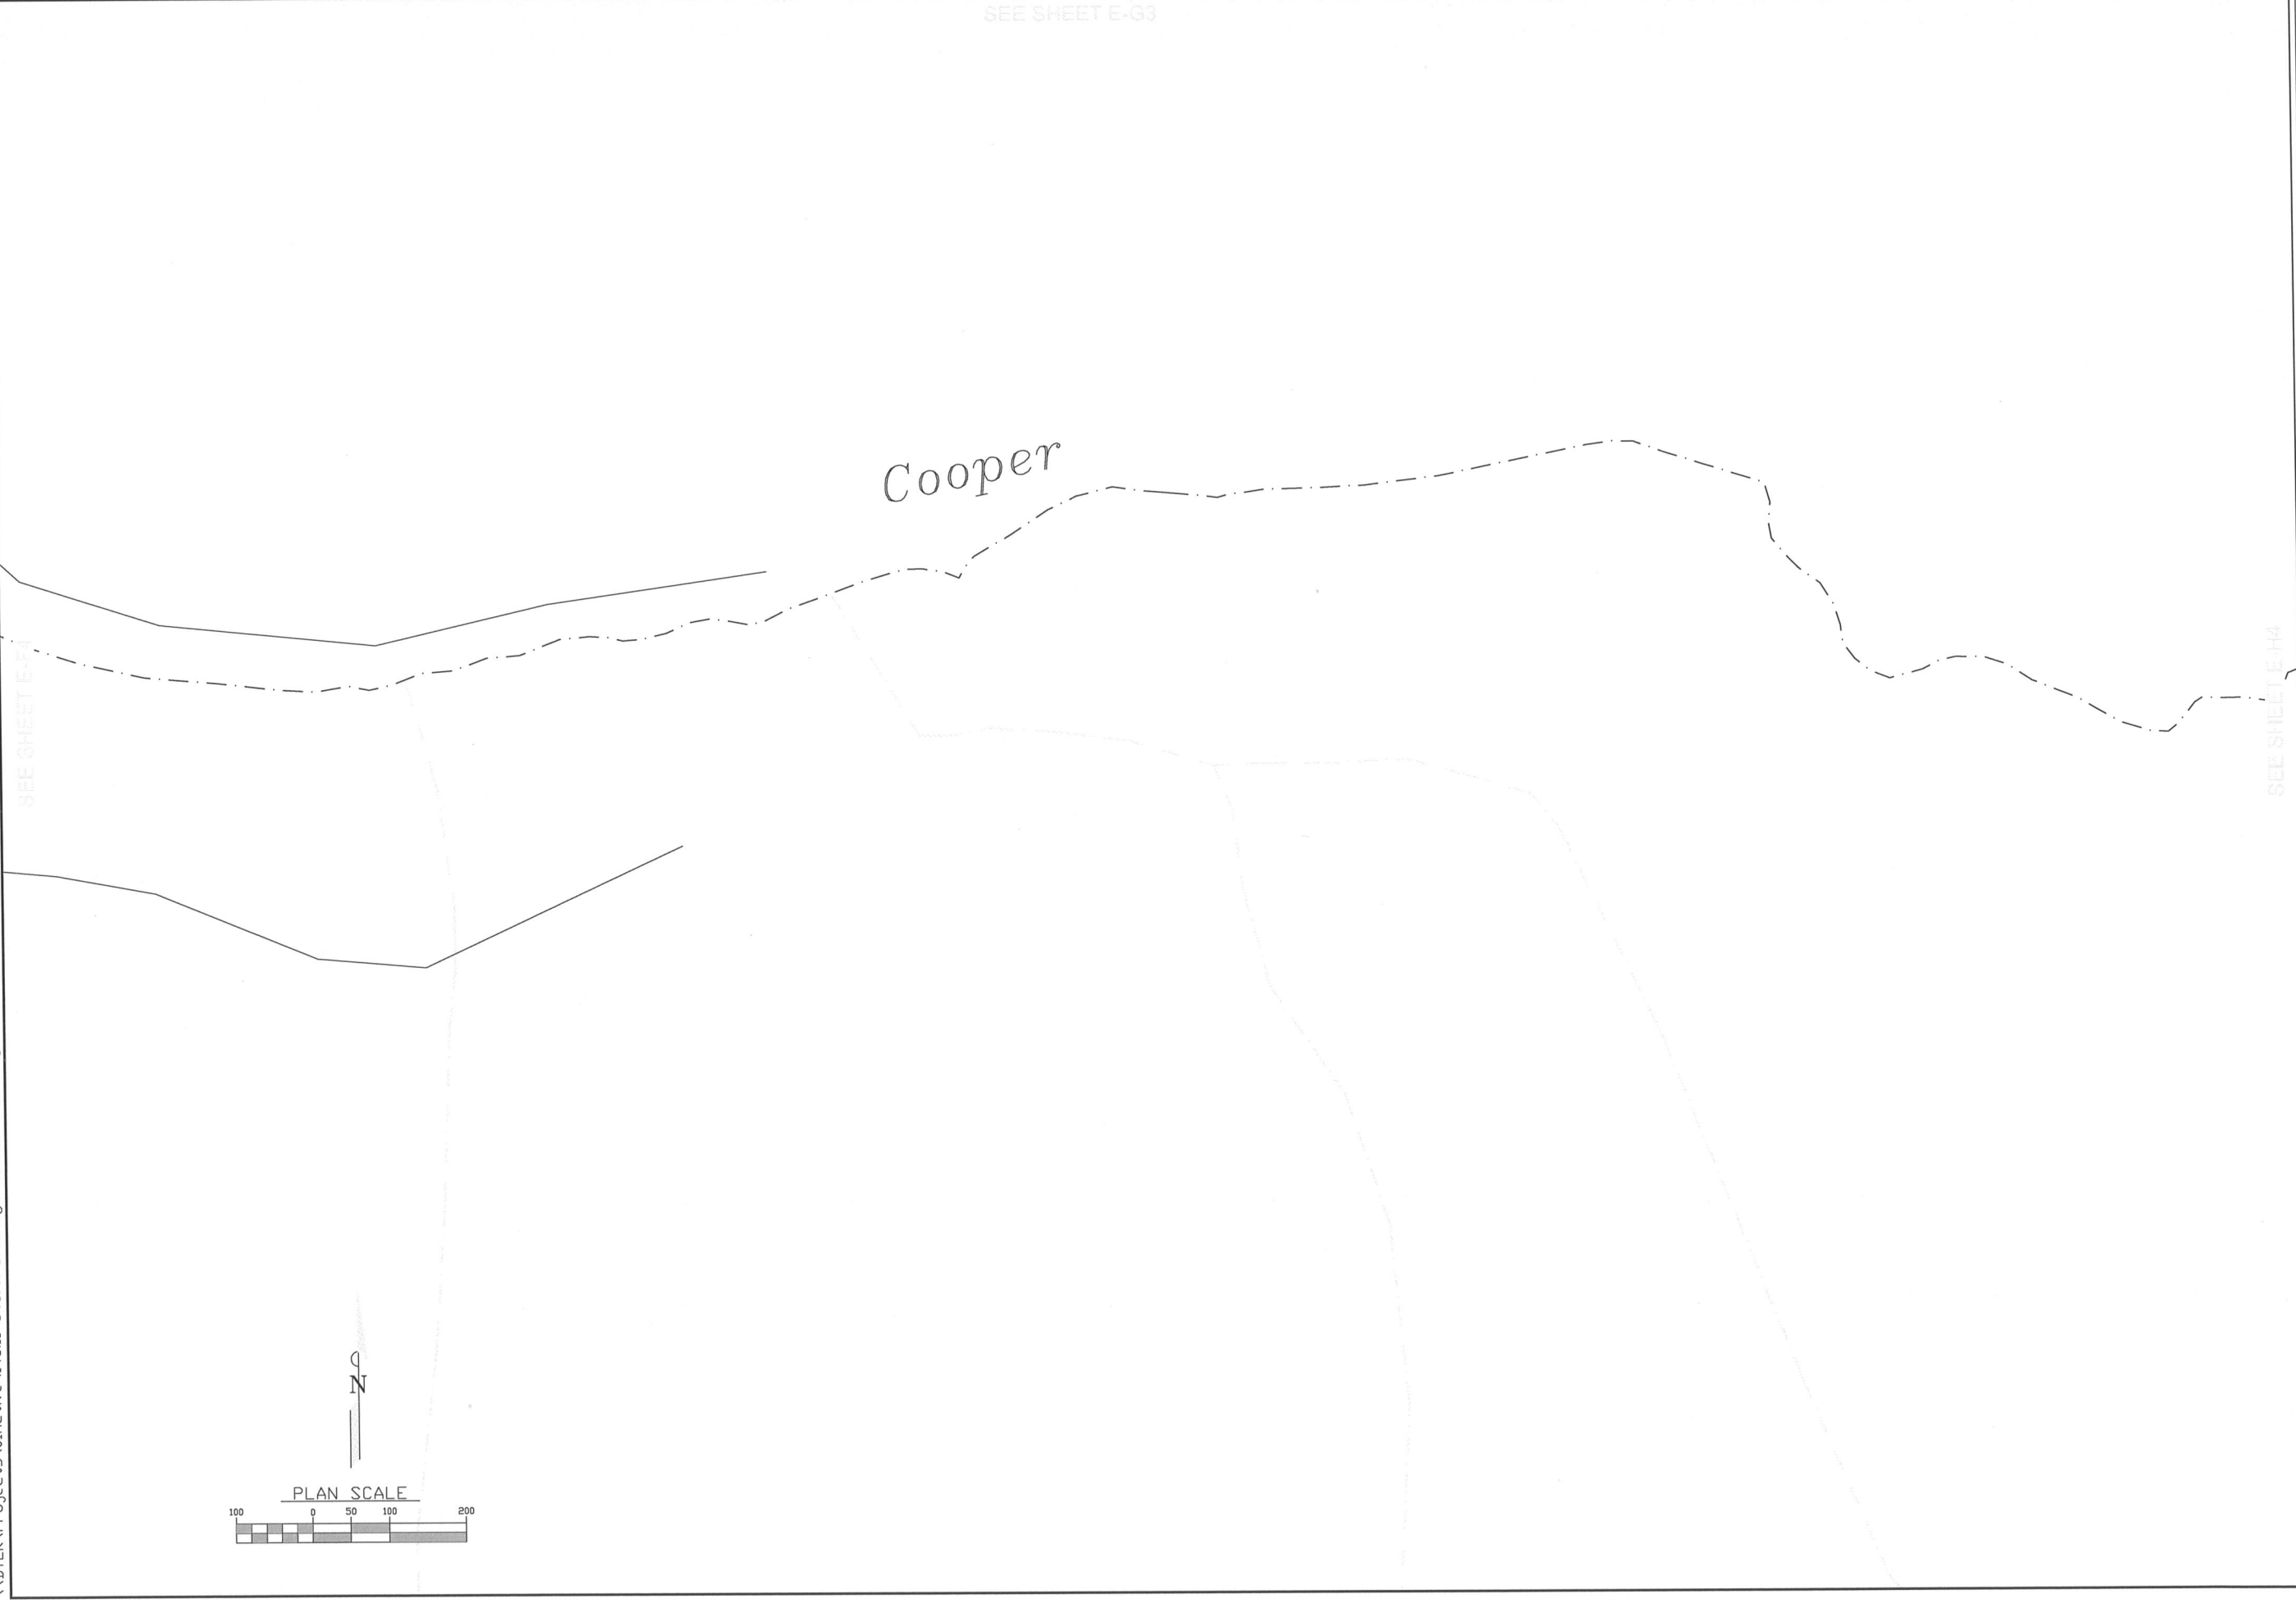 SEE SHEET E-G3
Cooper
SEE SHEET E-F4
SEE SHEET E-H4
N
PLAN SCALE
100 0 50 100 200